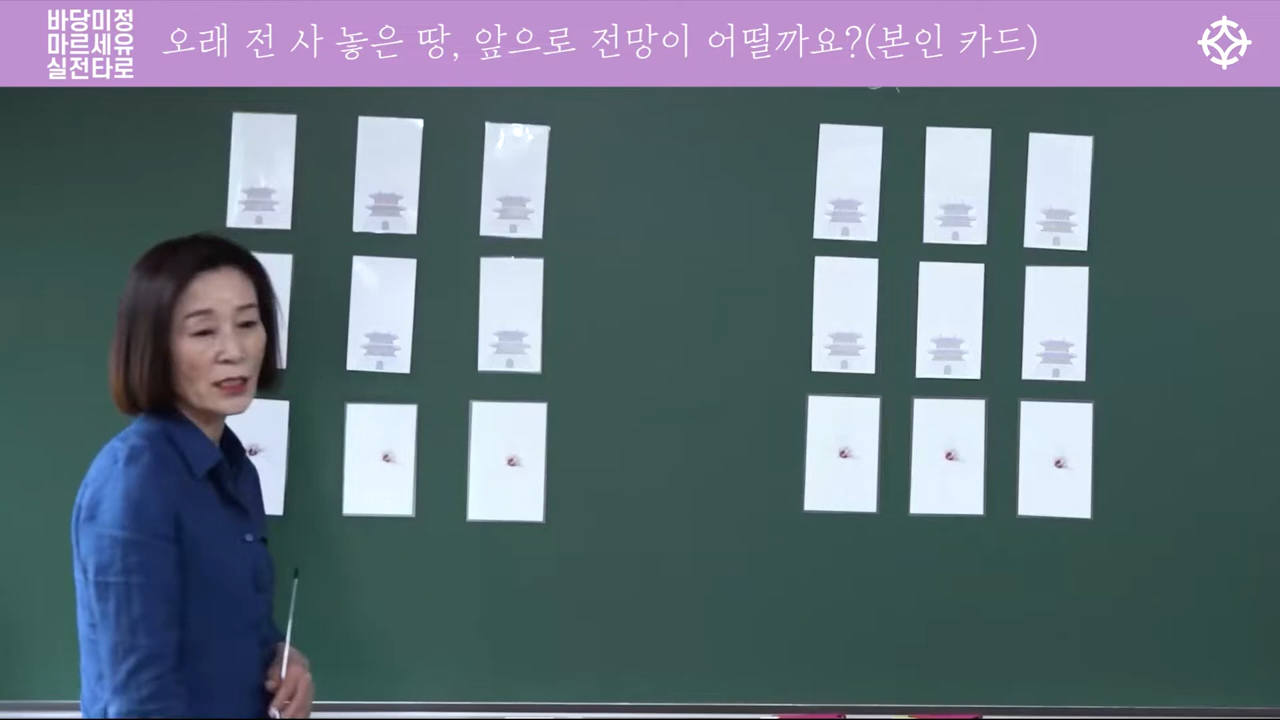 바당미정
마르세유
실전타로
오래 전 사 놓은 땅, 앞으로 전망이 어떨까요?(본인 카드)